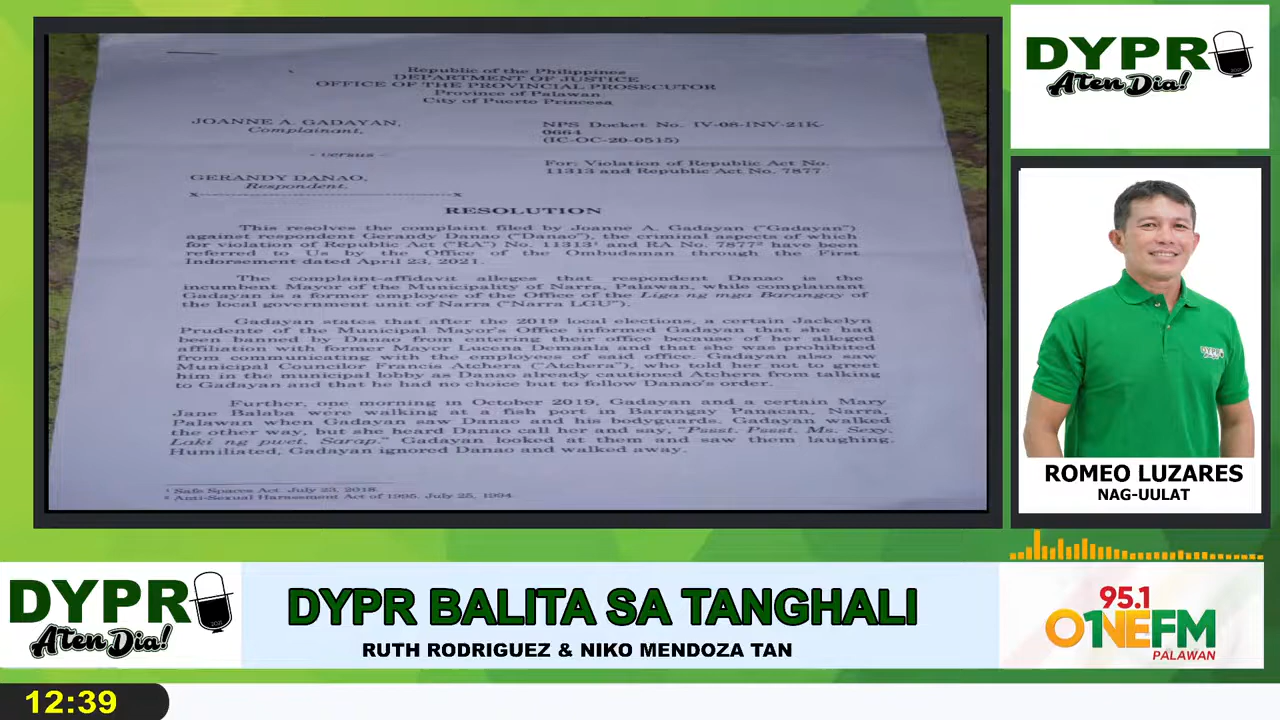 Republic of the Philippines
DEPARTMENT OF JUSTICE
OFFICE OF THE PROVINCIAL PROSECUTOR
Province of Palawan
City of Puerto Princesa
JOANNE A. GADAYAN,
Complainant,
- versus -
GERANDY DANAO,
Respondent.
x--------------------------------------------x
NPS Docket No. IV-08-INV-21K-
0664
(IC-OC-20-0515)
For: Violation of Republic Act No.
11313 and Republic Act No. 7877
RESOLUTION
This resolves the complaint filed by Joanne A. Gadayan ("Gadayan")
against respondent Gerandy Danao ("Danao"), the criminal aspects of which
for violation of Republic Act ("RA") No. 11313¹ and RA No. 7877² have been
referred to Us by the Office of the Ombudsman through the First
Indorsement dated April 23, 2021.
The complaint-affidavit alleges that respondent Danao is the
incumbent Mayor of the Municipality of Narra, Palawan, while complainant
Gadayan is a former employee of the Office of the Liga ng mga Barangay of
the local government unit of Narra ("Narra LGU").
Gadayan states that after the 2019 local elections, a certain Jackelyn
Prudente of the Municipal Mayor's Office informed Gadayan that she had
been banned by Danao from entering their office because of her alleged
affiliation with former Mayor Lucena Demaala and that she was prohibited
from communicating with the employees of said office. Gadayan also saw
Municipal Councilor Francis Atchera ("Atchera"), who told her not to greet
him in the municipal lobby as Danao already cautioned Atchera from talking
to Gadayan and that he had no choice but to follow Danao's order.
Further, one morning in October 2019, Gadayan and a certain Mary
Jane Balaba were walking at a fish port in Barangay Panacan, Narra,
Palawan when Gadayan saw Danao and his bodyguards. Gadayan walked
the other way, but she heard Danao call her and say, "Pssst. Pssst. Ms. Sexy.
Laki ng pwet. Sarap." Gadayan looked at them and saw them laughing.
Humiliated, Gadayan ignored Danao and walked away.
¹ Safe Spaces Act. July 23, 2018.
² Anti-Sexual Harassment Act of 1995. July 25, 1994.
DYPR
Aten Dia!
ROMEO LUZARES
NAG-UULAT
DYPR
Aten Dia!
DYPR BALITA SA TANGHALI
RUTH RODRIGUEZ & NIKO MENDOZA TAN
95.1
ONEFM
PALAWAN
12:39